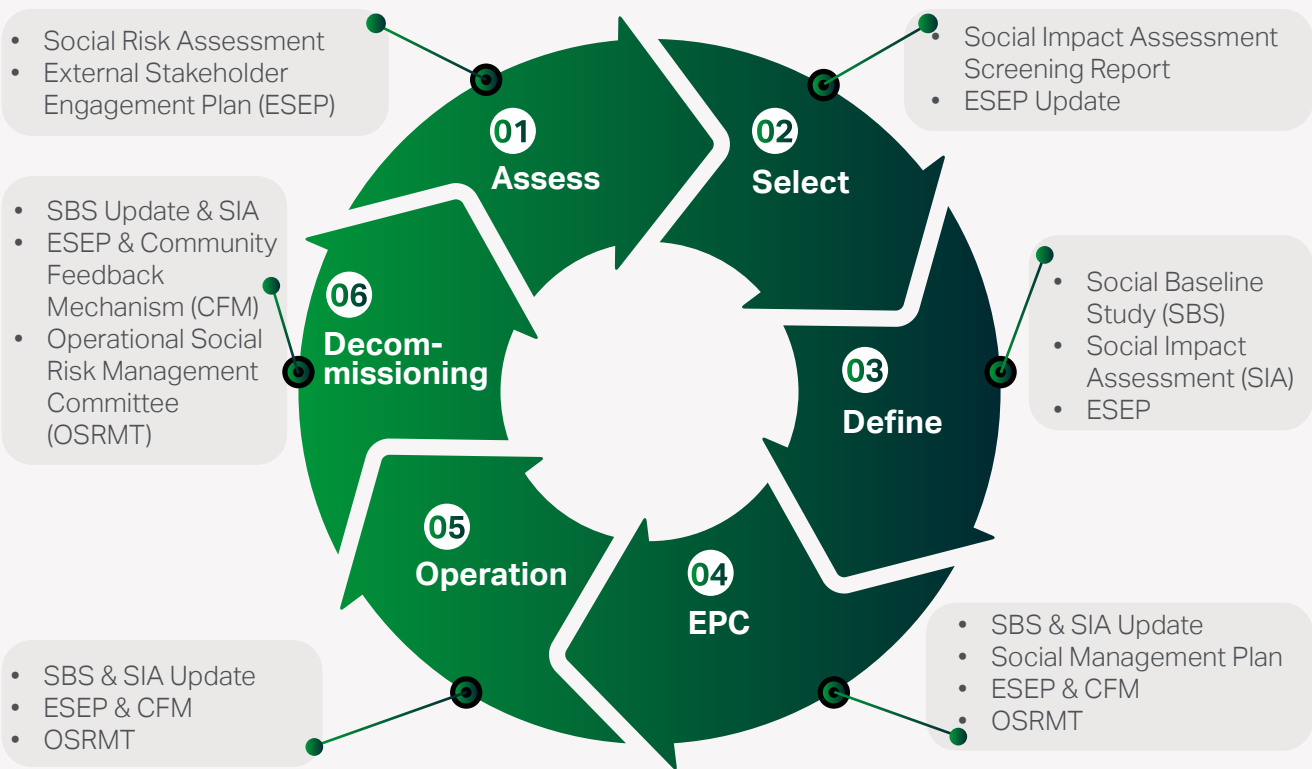 • Social Risk Assessment
• External Stakeholder
Engagement Plan (ESEP)
01
Assess
• Social Impact Assessment
Screening Report
• ESEP Update
02
Select
• Social Baseline
Study (SBS)
• Social Impact
Assessment (SIA)
• ESEP
03
Define
• SBS & SIA Update
• Social Management Plan
• ESEP & CFM
• OSRMT
04
EPC
• SBS & SIA Update
• ESEP & CFM
• OSRMT
05
Operation
• SBS Update & SIA
• ESEP & Community
Feedback
Mechanism (CFM)
• Operational Social
Risk Management
Committee
(OSRMT)
06
Decom-
missioning